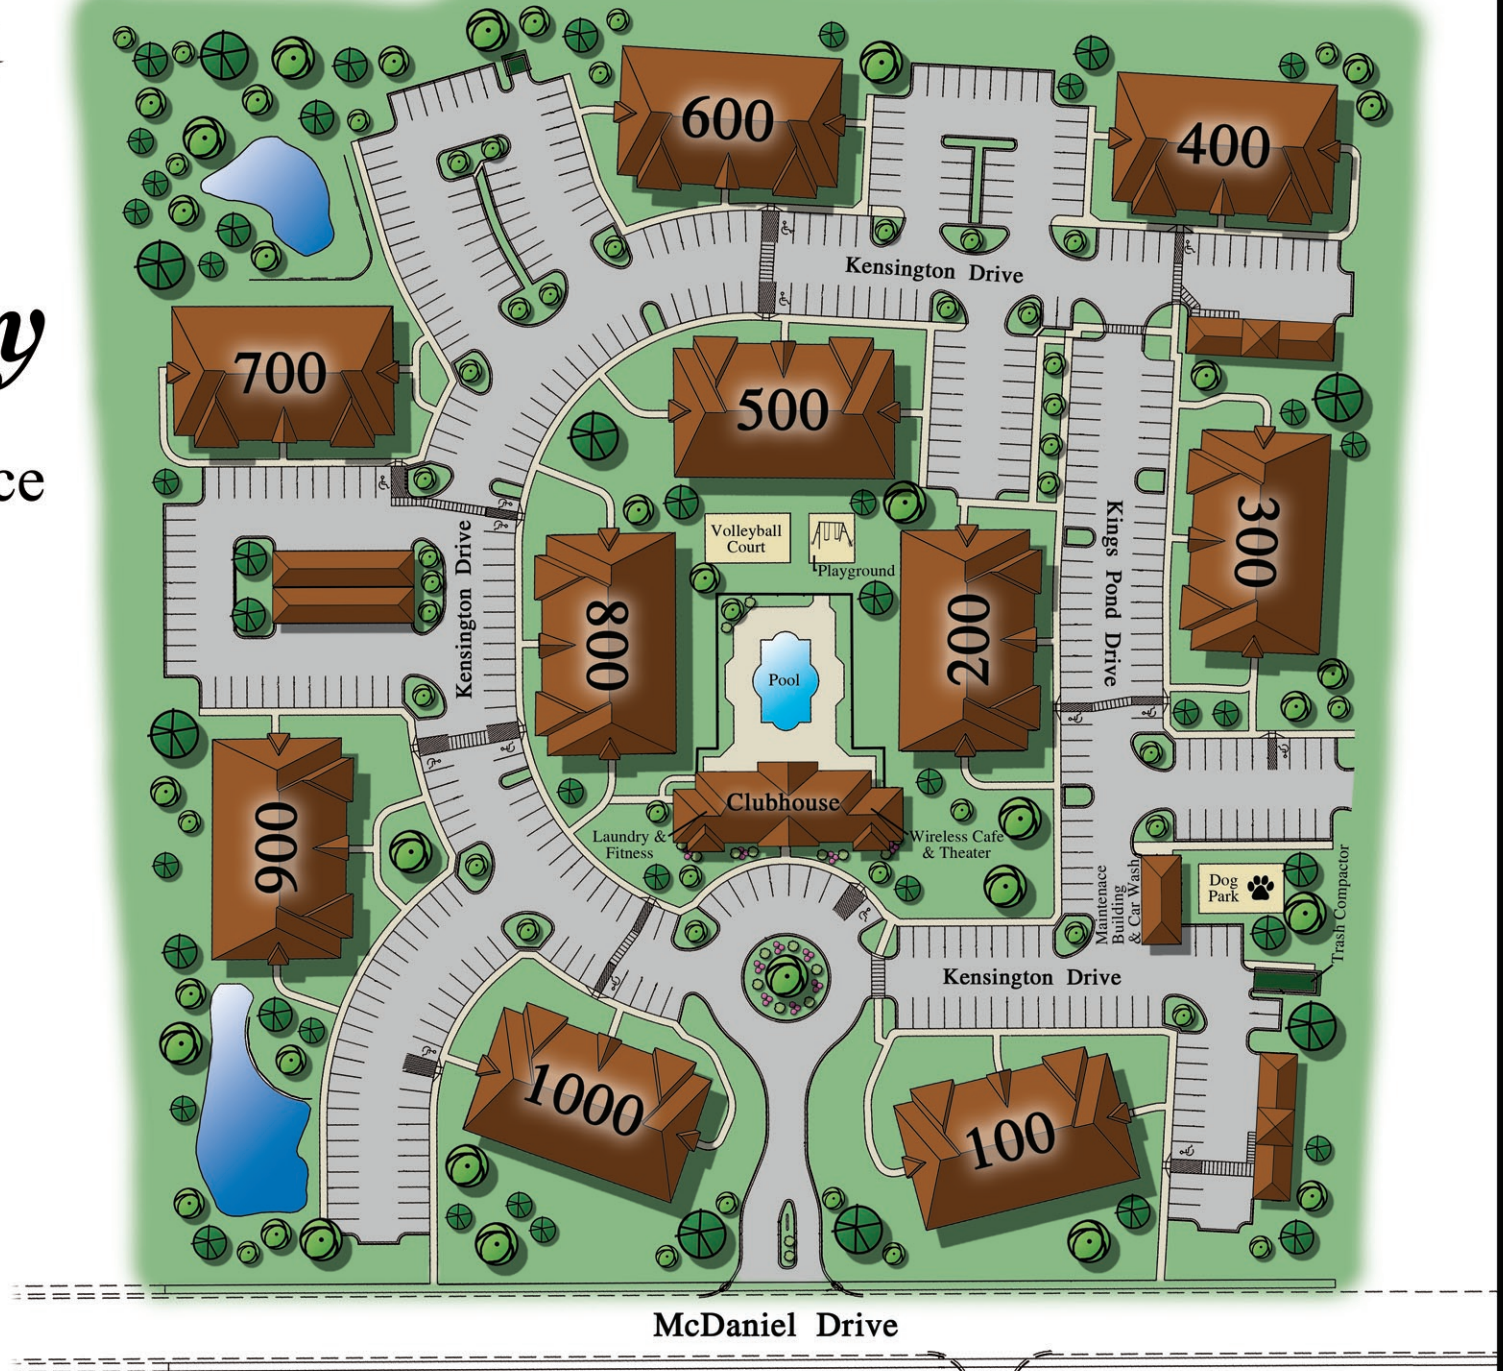 600
400
Kensington Drive
y
700
500
ce
Volleyball
Court
Playground
300
Kings Pond Drive
Kensington Drive
800
200
Pool
Clubhouse
Laundry &
Fitness
Wireless Cafe
& Theater
900
Maintenace
Building
& Car Wash
Dog
Park
Trash Compactor
Kensington Drive
1000
100
McDaniel Drive